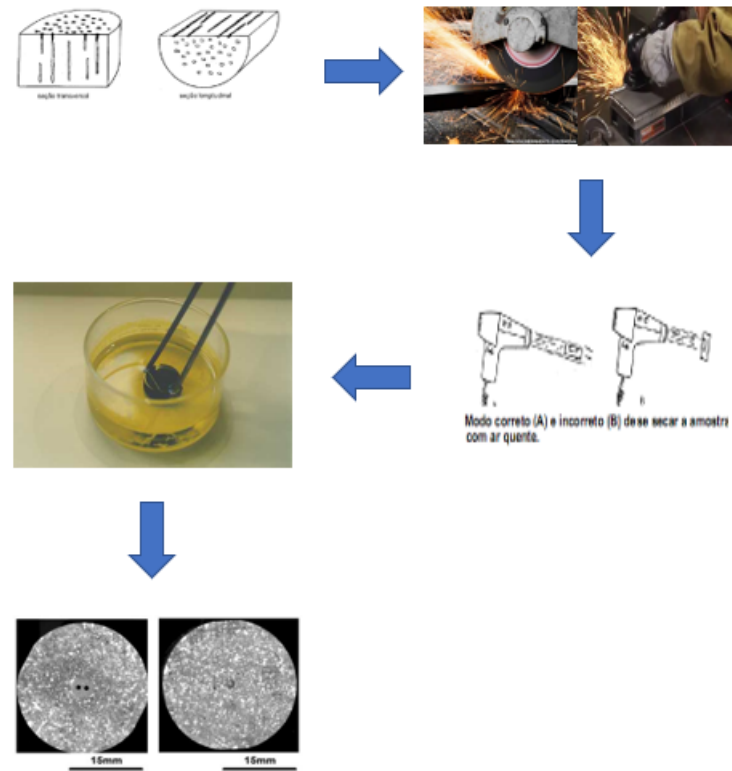 seção transversal
seção longitudinal
Modo correto (A) e incorreto (B) de se secar a amostra
com ar quente.
15mm
15mm